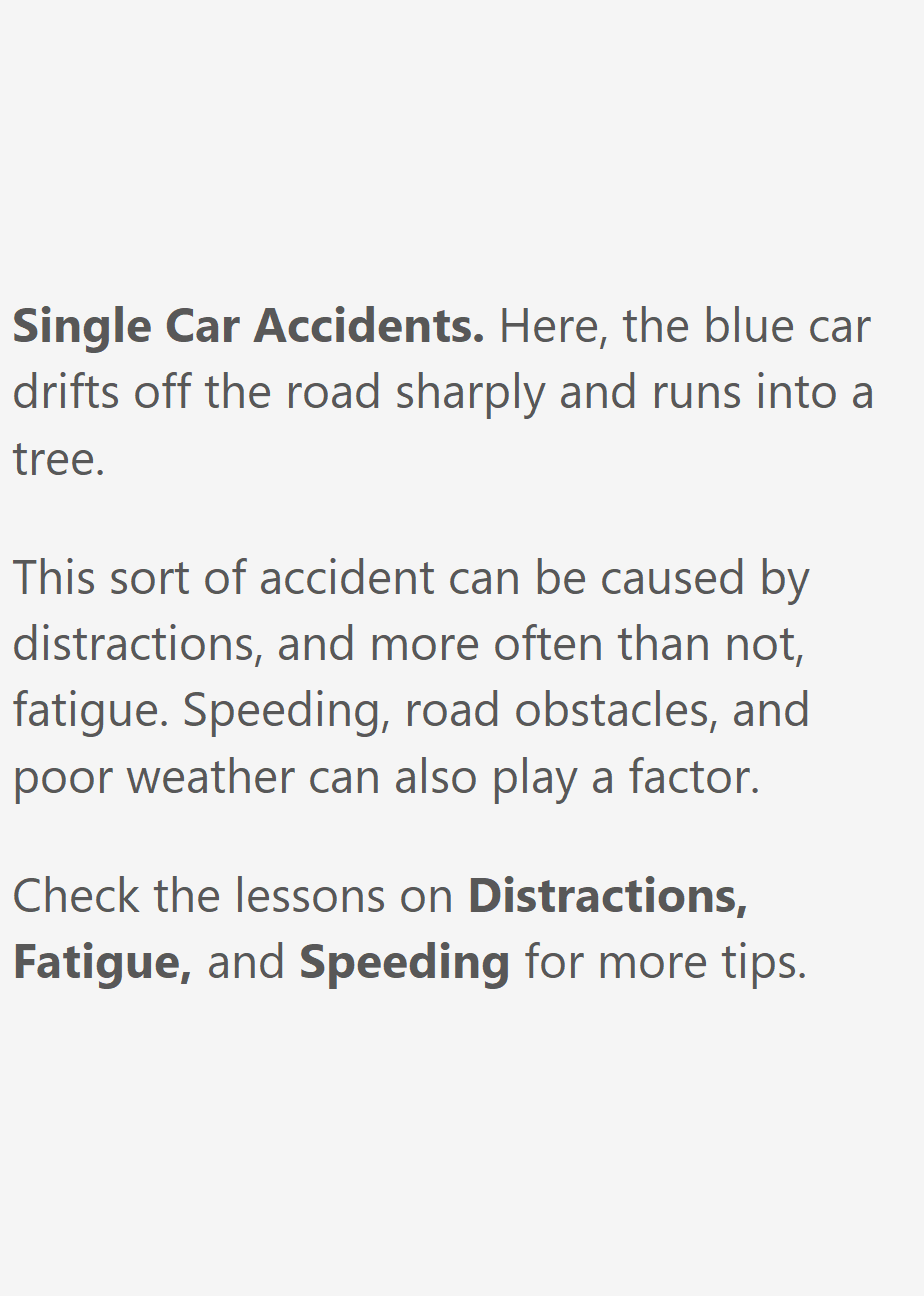 Single Car Accidents. Here, the blue car
drifts off the road sharply and runs into a
tree.
This sort of accident can be caused by
distractions, and more often than not,
fatigue. Speeding, road obstacles, and
poor weather can also play a factor.
Check the lessons on Distractions,
Fatigue, and Speeding for more tips.